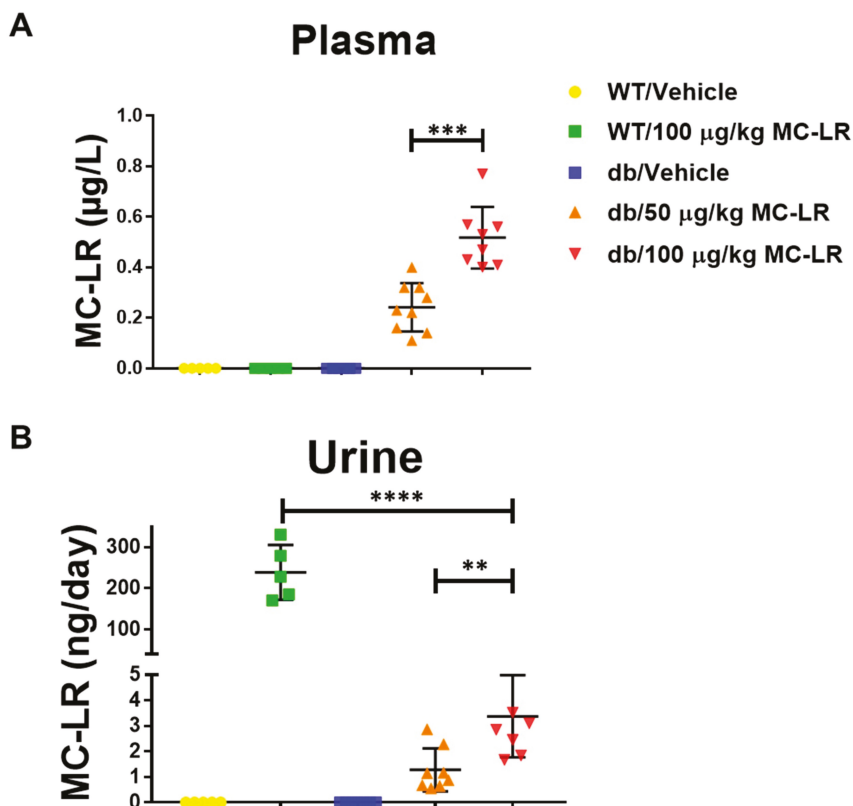 A
Plasma
MC-LR (µg/L)
1.0
0.8
0.6
0.4
0.2
0.0
***
WT/Vehicle
WT/100 µg/kg MC-LR
db/Vehicle
db/50 µg/kg MC-LR
db/100 µg/kg MC-LR
B
Urine
MC-LR (ng/day)
300
200
100
5
4
3
2
1
0
****
**